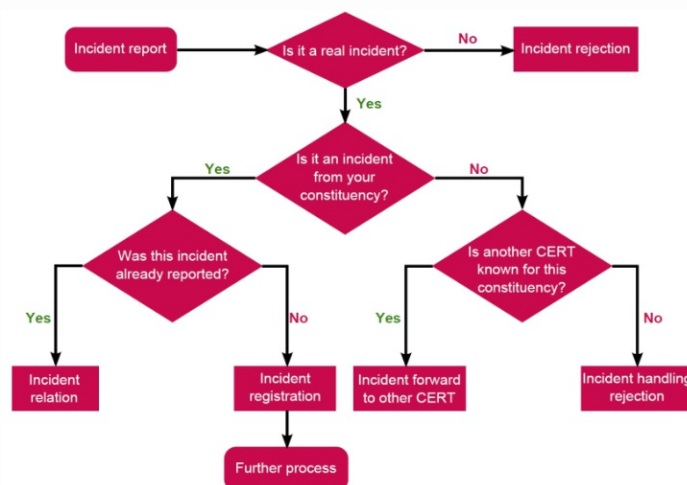 Incident report
Is it a real incident?
No
Incident rejection
Yes
Is it an incident
from your
constituency?
Yes
No
Was this incident
already reported?
Is another CERT
known for this
constituency?
Yes
No
Yes
No
Incident
relation
Incident
registration
Incident forward
to other CERT
Incident handling
rejection
Further process